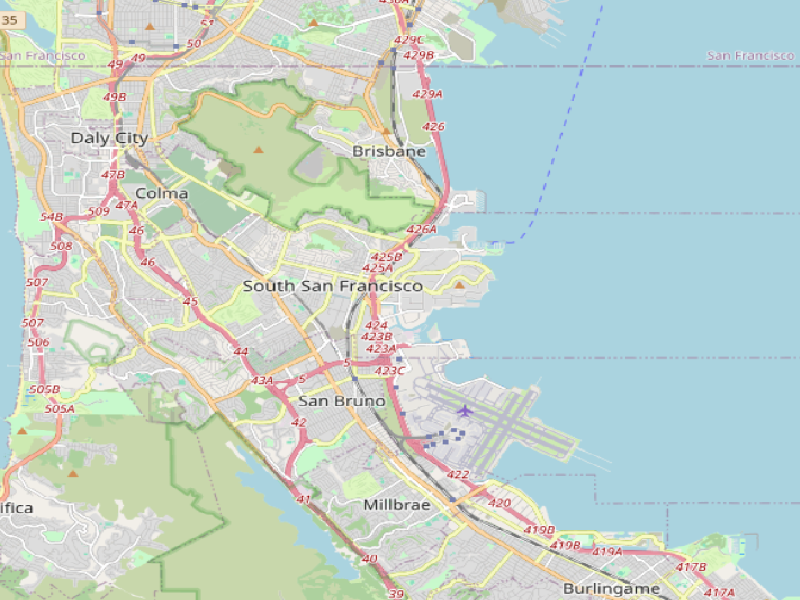 430A
429C
35
51
50
San Francisco
49
49
429B
San Francisco
49B
429A
426
Daly City
Brisbane
47B
Colma
54B
509
47A
46
426A
508
425B
46
425A
507
South San Francisco
45
507
424
506
423B
44
423A
5
423C
43A
5
505B
San Bruno
505A
42
422
41
420
ifica
Millbrae
419B
419B
419A
40
417B
Burlingame
39
417A